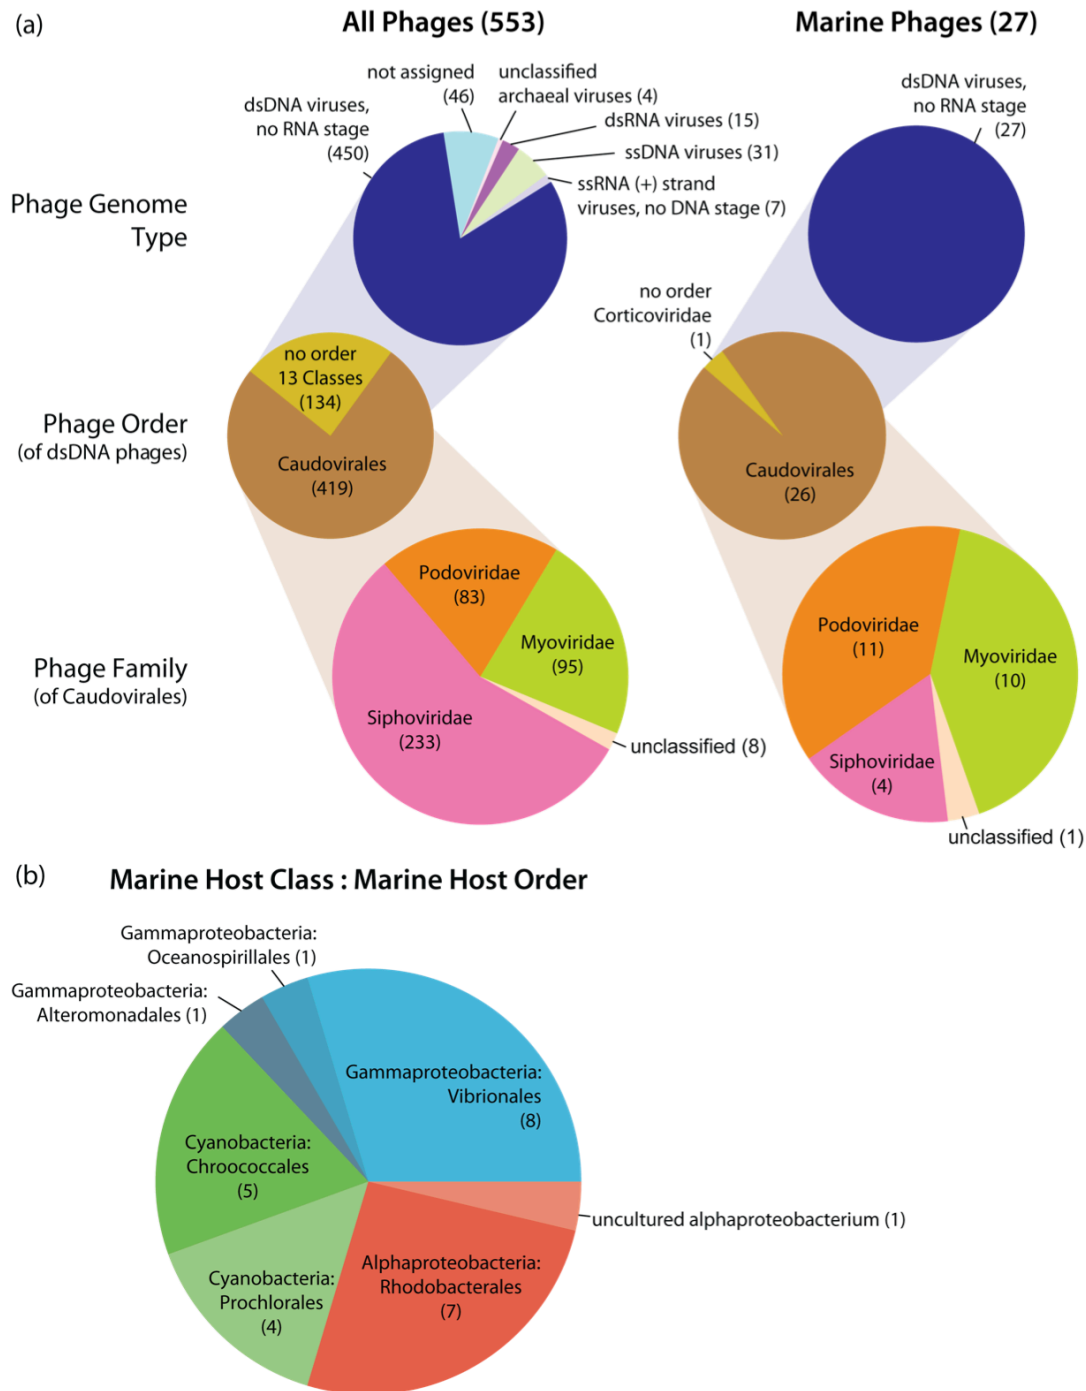 (a)
All Phages (553)
Marine Phages (27)
not assigned
(46)
unclassified
archaeal viruses (4)
dsDNA viruses,
no RNA stage
(450)
dsRNA viruses (15)
ssDNA viruses (31)
ssRNA (+) strand
viruses, no DNA stage (7)
dsDNA viruses,
no RNA stage
(27)
Phage Genome
Type
no order
13 Classes
(134)
no order
Corticoviridae
(1)
Phage Order
(of dsDNA phages)
Caudovirales
(419)
Caudovirales
(26)
Phage Family
(of Caudovirales)
Podoviridae
(83)
Myoviridae
(95)
Siphoviridae
(233)
unclassified (8)
Podoviridae
(11)
Myoviridae
(10)
Siphoviridae
(4)
unclassified (1)
(b)
Marine Host Class : Marine Host Order
Gammaproteobacteria:
Oceanospirillales (1)
Gammaproteobacteria:
Alteromonadales (1)
Gammaproteobacteria:
Vibrionales
(8)
Cyanobacteria:
Chroococcales
(5)
uncultured alphaproteobacterium (1)
Cyanobacteria:
Prochlorales
(4)
Alphaproteobacteria:
Rhodobacterales
(7)